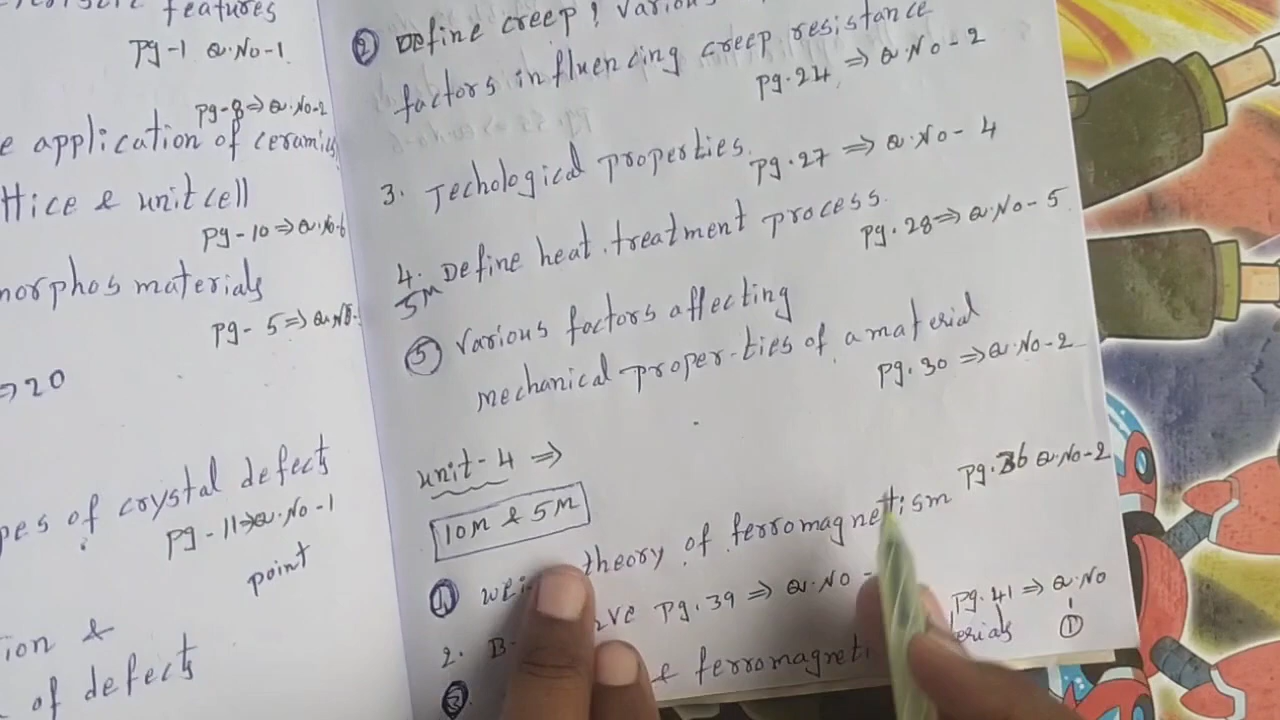 features
pg-1 Q.No-1
pg-8⇒Q.No-2
application of ceramics
ttice & unit cell
pg-10⇒Q.No-6
morphos materials
pg-5⇒Q.No-
⇒20
pes of crystal defects
pg-11⇒Q.No-1
point
ion &
of defects
② Define creep?
factors influencing creep resistance
pg.24 ⇒ Q.No-2
3. Techological properties.
pg.27 ⇒ Q.No-4
4. Define heat treatment process.
5M
pg.28⇒Q.No-5
⑤ Various factors affecting
mechanical proper-ties of a material
pg.30 ⇒Q.No-2
unit-4 ⇒
10M & 5M
pg.36 Q.No-2
① theory of ferromagnetism
2. B- ve pg.39 ⇒ Q.No
pg.41 ⇒ Q.No
①
③ & ferromagneti erials